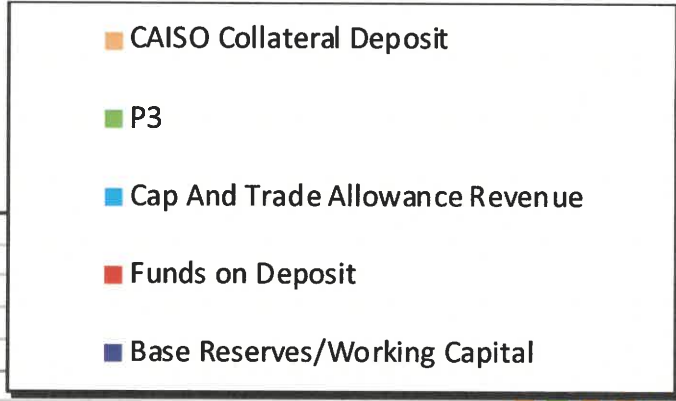 CAISO Collateral Deposit
P3
Cap And Trade Allowance Revenue
Funds on Deposit
Base Reserves/Working Capital